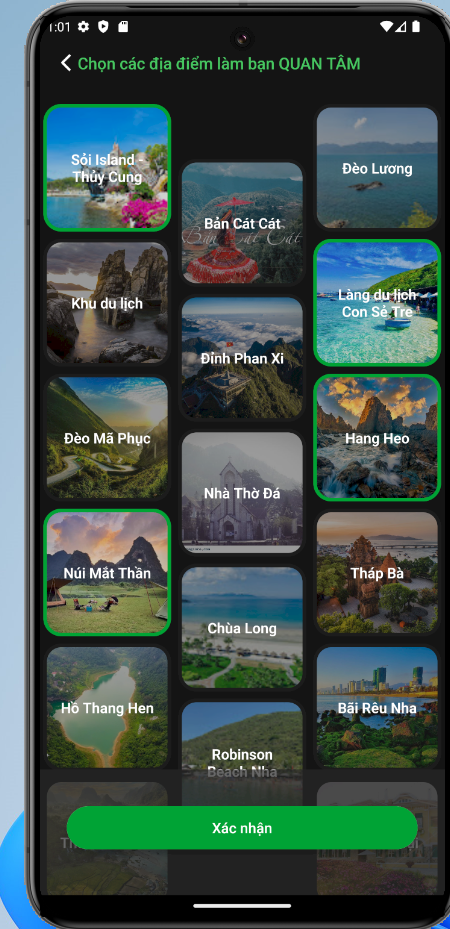 1:01
Chọn các địa điểm làm bạn QUAN TÂM
Sỏi Island -
Thủy Cung
Bản Cát Cát
Bản Cát Cát
Đèo Lương
Khu du lịch
Đỉnh Phan Xi
Làng du lịch
Con Sẻ Tre
Đèo Mã Phục
Nhà Thờ Đá
Hang Heo
Núi Mắt Thần
Chùa Long
Tháp Bà
Hồ Thang Hen
Robinson
Beach Nha
Bãi Rêu Nha
Xác nhận